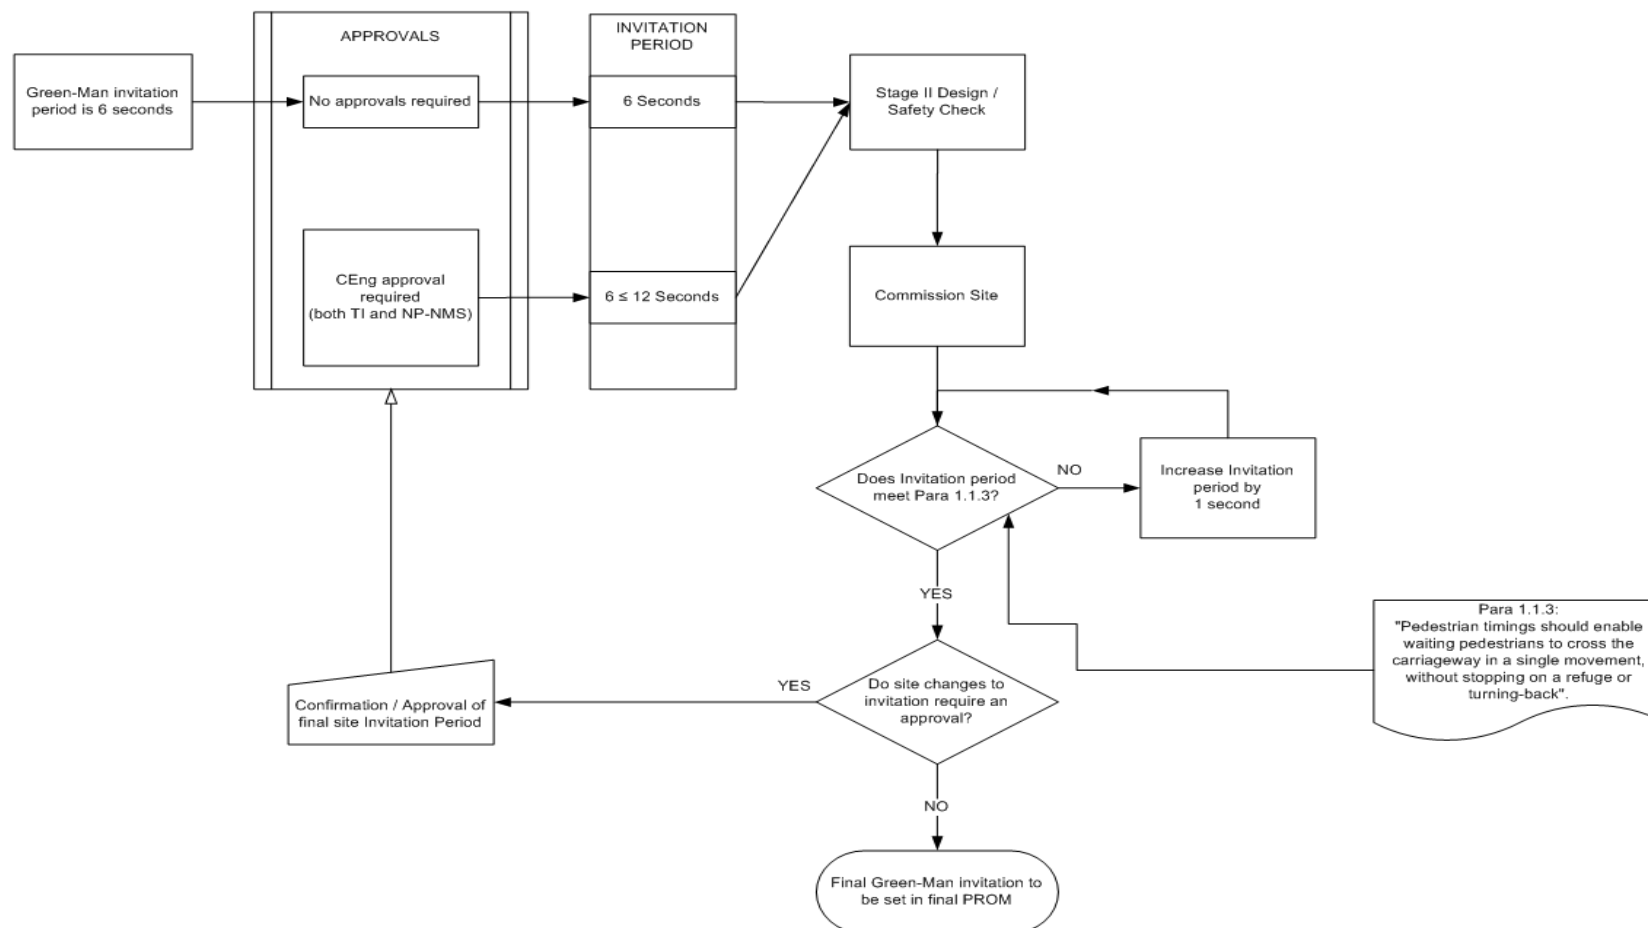 APPROVALS
INVITATION
PERIOD
Green-Man invitation
period is 6 seconds
No approvals required
6 Seconds
Stage II Design /
Safety Check
CEng approval
required
(both TI and NP-NMS)
6 ≤ 12 Seconds
Commission Site
Does Invitation period
meet Para 1.1.3?
NO
Increase Invitation
period by
1 second
YES
Para 1.1.3:
"Pedestrian timings should enable
waiting pedestrians to cross the
carriageway in a single movement,
without stopping on a refuge or
turning-back".
Do site changes to
invitation require an
approval?
YES
Confirmation / Approval of
final site Invitation Period
NO
Final Green-Man invitation to
be set in final PROM